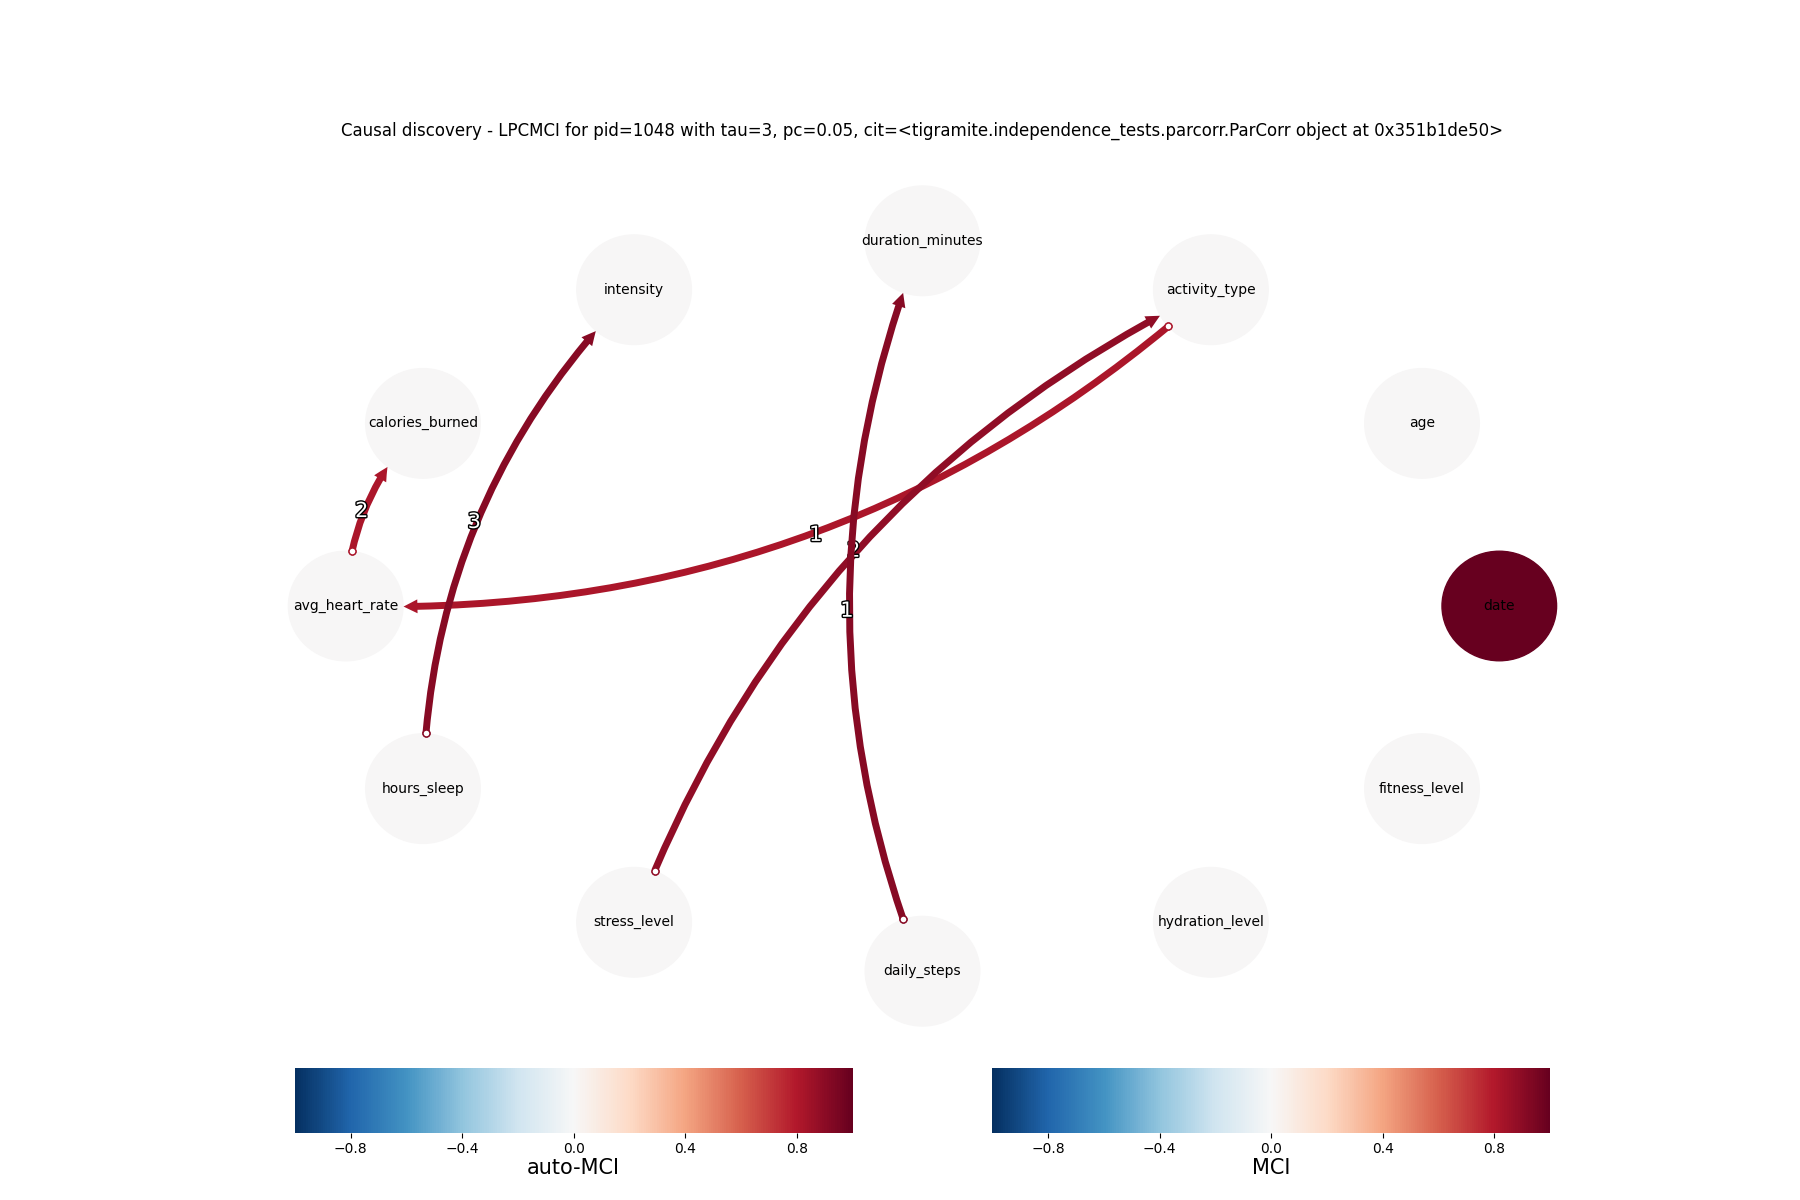 Causal discovery - LPCMCI for pid=1048 with tau=3, pc=0.05, cit=<tigramite.independence_tests.parcorr.ParCorr object at 0x351b1de50>
duration_minutes
intensity
activity_type
calories_burned
age
2
3
1
2
avg_heart_rate
date
1
hours_sleep
fitness_level
stress_level
hydration_level
daily_steps
−0.8 −0.4 0.0 0.4 0.8
auto-MCI
−0.8 −0.4 0.0 0.4 0.8
MCI